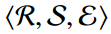 ⟨ℛ, 𝒮, ℰ⟩